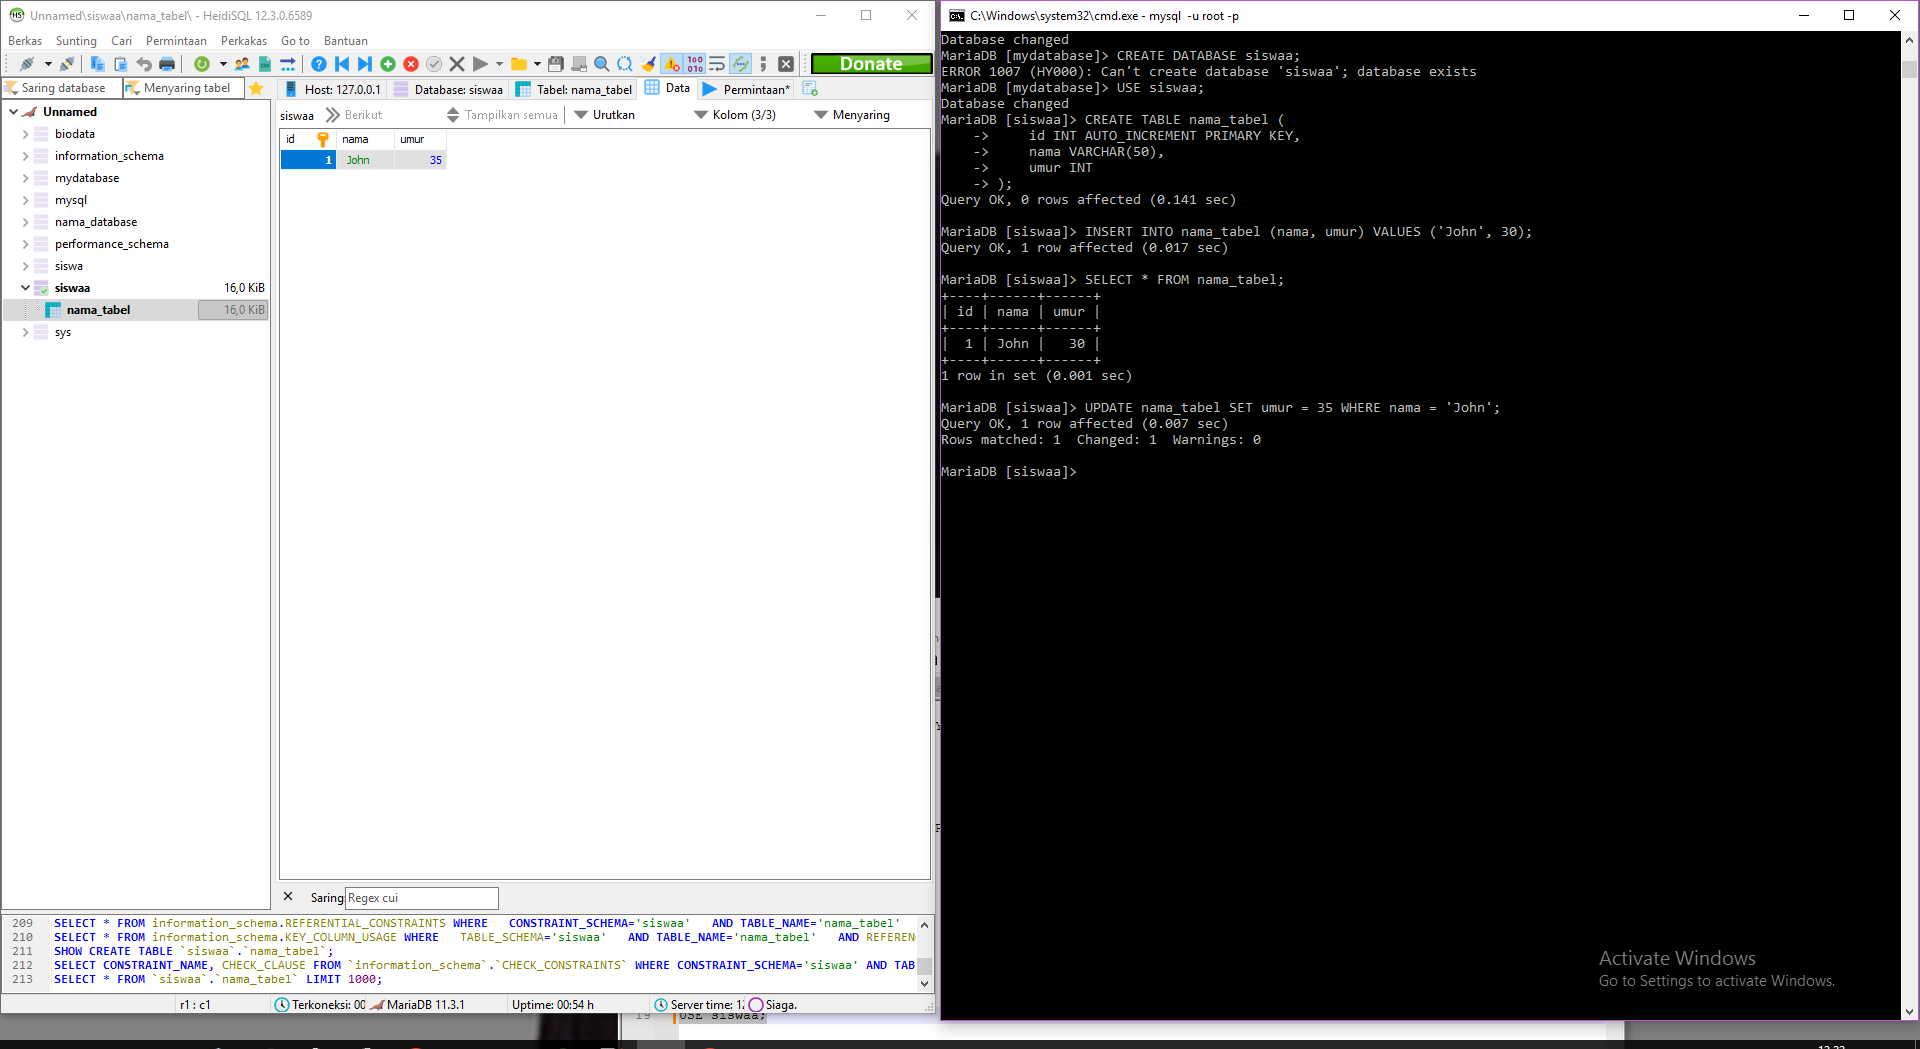 Unnamed\siswaa\nama_tabel\ - HeidiSQL 12.3.0.6589
Berkas Sunting Cari Permintaan Perkakas Go to Bantuan
Donate
Saring database Menyaring tabel
Host: 127.0.0.1 Database: siswaa Tabel: nama_tabel Data Permintaan*
siswaa Berikut Tampilkan semua Urutkan Kolom (3/3) Menyaring
Unnamed
biodata
information_schema
mydatabase
mysql
nama_database
performance_schema
siswa
siswaa 16,0 KiB
nama_tabel 16,0 KiB
sys
id nama umur
1 John 35
Saring Regex cui
209 SELECT * FROM information_schema.REFERENTIAL_CONSTRAINTS WHERE CONSTRAINT_SCHEMA='siswaa' AND TABLE_NAME='nama_tabel'
210 SELECT * FROM information_schema.KEY_COLUMN_USAGE WHERE TABLE_SCHEMA='siswaa' AND TABLE_NAME='nama_tabel' AND REFEREN
211 SHOW CREATE TABLE `siswaa`.`nama_tabel`;
212 SELECT CONSTRAINT_NAME, CHECK_CLAUSE FROM `information_schema`.`CHECK_CONSTRAINTS` WHERE CONSTRAINT_SCHEMA='siswaa' AND TAB
213 SELECT * FROM `siswaa`.`nama_tabel` LIMIT 1000;
r1 : c1 Terkoneksi: 00 MariaDB 11.3.1 Uptime: 00:54 h Server time: 12 Siaga.
19 USE siswaa;
C:\Windows\system32\cmd.exe - mysql -u root -p
Database changed
MariaDB [mydatabase]> CREATE DATABASE siswaa;
ERROR 1007 (HY000): Can't create database 'siswaa'; database exists
MariaDB [mydatabase]> USE siswaa;
Database changed
MariaDB [siswaa]> CREATE TABLE nama_tabel (
    ->     id INT AUTO_INCREMENT PRIMARY KEY,
    ->     nama VARCHAR(50),
    ->     umur INT
    -> );
Query OK, 0 rows affected (0.141 sec)
MariaDB [siswaa]> INSERT INTO nama_tabel (nama, umur) VALUES ('John', 30);
Query OK, 1 row affected (0.017 sec)
MariaDB [siswaa]> SELECT * FROM nama_tabel;
+----+------+------+
| id | nama | umur |
+----+------+------+
|  1 | John |   30 |
+----+------+------+
1 row in set (0.001 sec)
MariaDB [siswaa]> UPDATE nama_tabel SET umur = 35 WHERE nama = 'John';
Query OK, 1 row affected (0.007 sec)
Rows matched: 1  Changed: 1  Warnings: 0
MariaDB [siswaa]>
Activate Windows
Go to Settings to activate Windows.